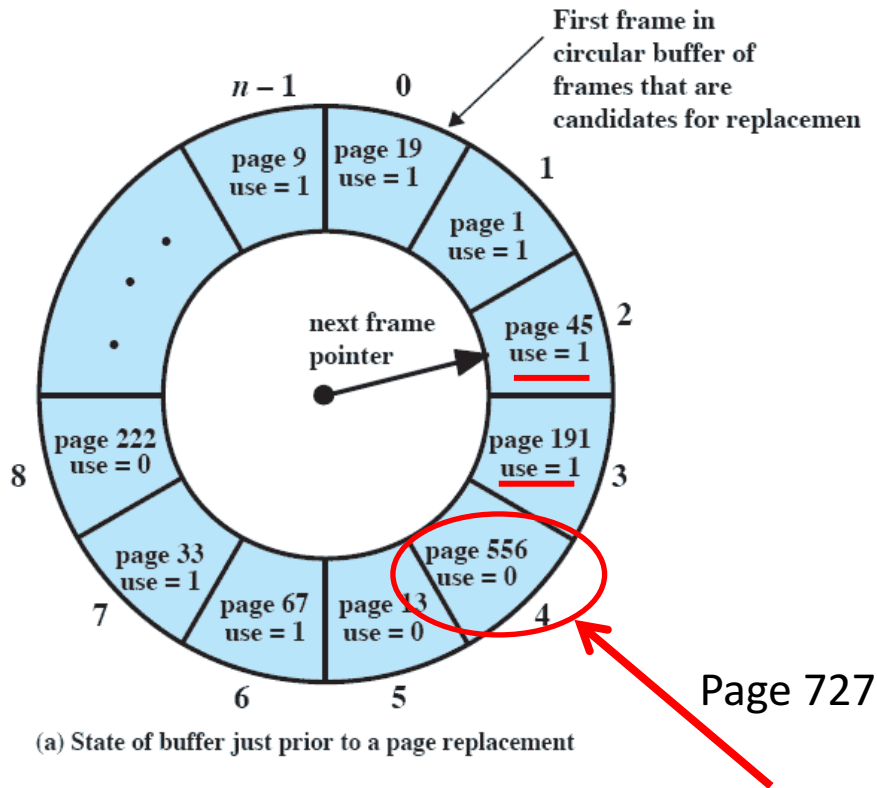 First frame in
circular buffer of
frames that are
candidates for replacemen
n – 1
0
page 9
use = 1
page 19
use = 1
1
page 1
use = 1
2
page 45
use = 1
next frame
pointer
page 191
use = 1
3
page 556
use = 0
4
page 13
use = 0
5
page 67
use = 1
6
page 33
use = 1
7
page 222
use = 0
8
Page 727
(a) State of buffer just prior to a page replacement